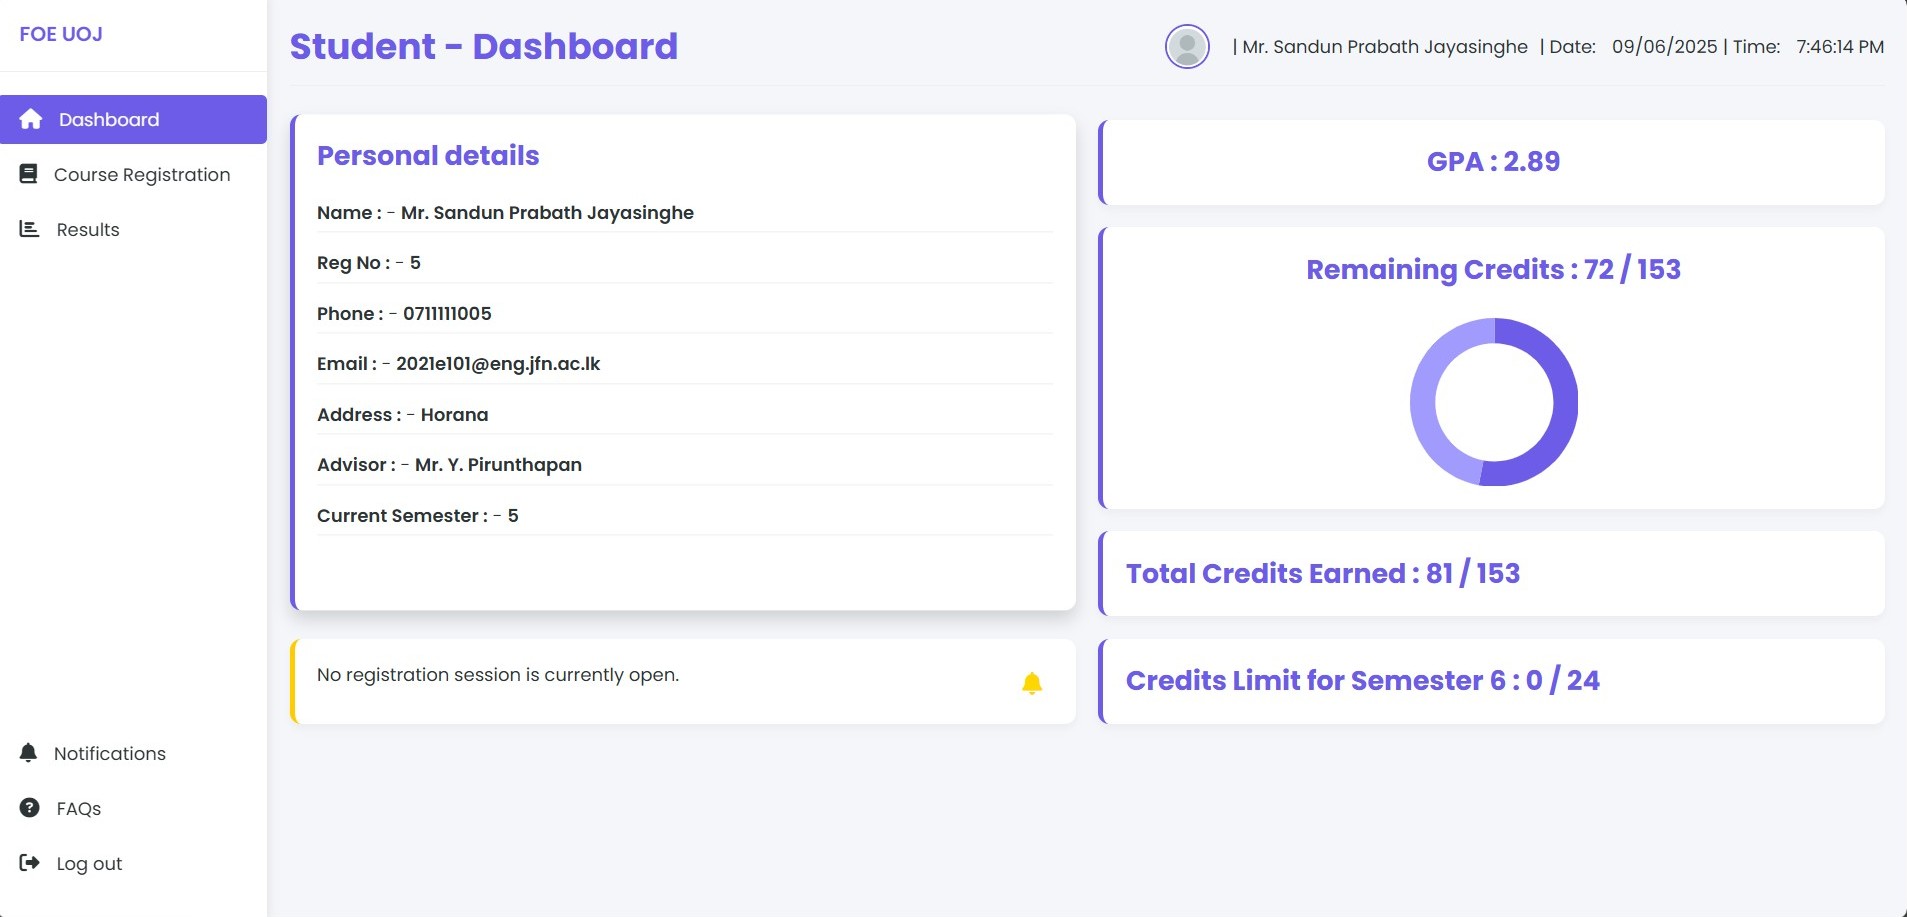 FOE UOJ
Dashboard
Course Registration
Results
Notifications
FAQs
Log out
Student - Dashboard
| Mr. Sandun Prabath Jayasinghe | Date: 09/06/2025 | Time: 7:46:14 PM
Personal details
Name : - Mr. Sandun Prabath Jayasinghe
Reg No : - 5
Phone : - 0711111005
Email : - 2021e101@eng.jfn.ac.lk
Address : - Horana
Advisor : - Mr. Y. Pirunthapan
Current Semester : - 5
No registration session is currently open.
GPA : 2.89
Remaining Credits : 72 / 153
Total Credits Earned : 81 / 153
Credits Limit for Semester 6 : 0 / 24